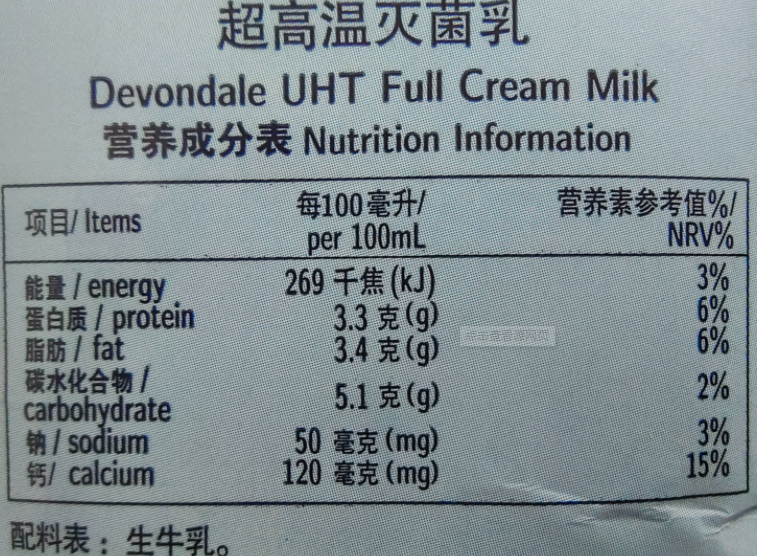 超高温灭菌乳
Devondale UHT Full Cream Milk
营养成分表 Nutrition Information
项目/ Items 每100毫升/ per 100mL 营养素参考值%/ NRV%
能量 / energy 269 千焦 (kJ) 3%
蛋白质 / protein 3.3 克 (g) 6%
脂肪 / fat 3.4 克 (g) 6%
碳水化合物 / carbohydrate 5.1 克 (g) 2%
钠 / sodium 50 毫克 (mg) 3%
钙/ calcium 120 毫克 (mg) 15%
配料表：生牛乳。